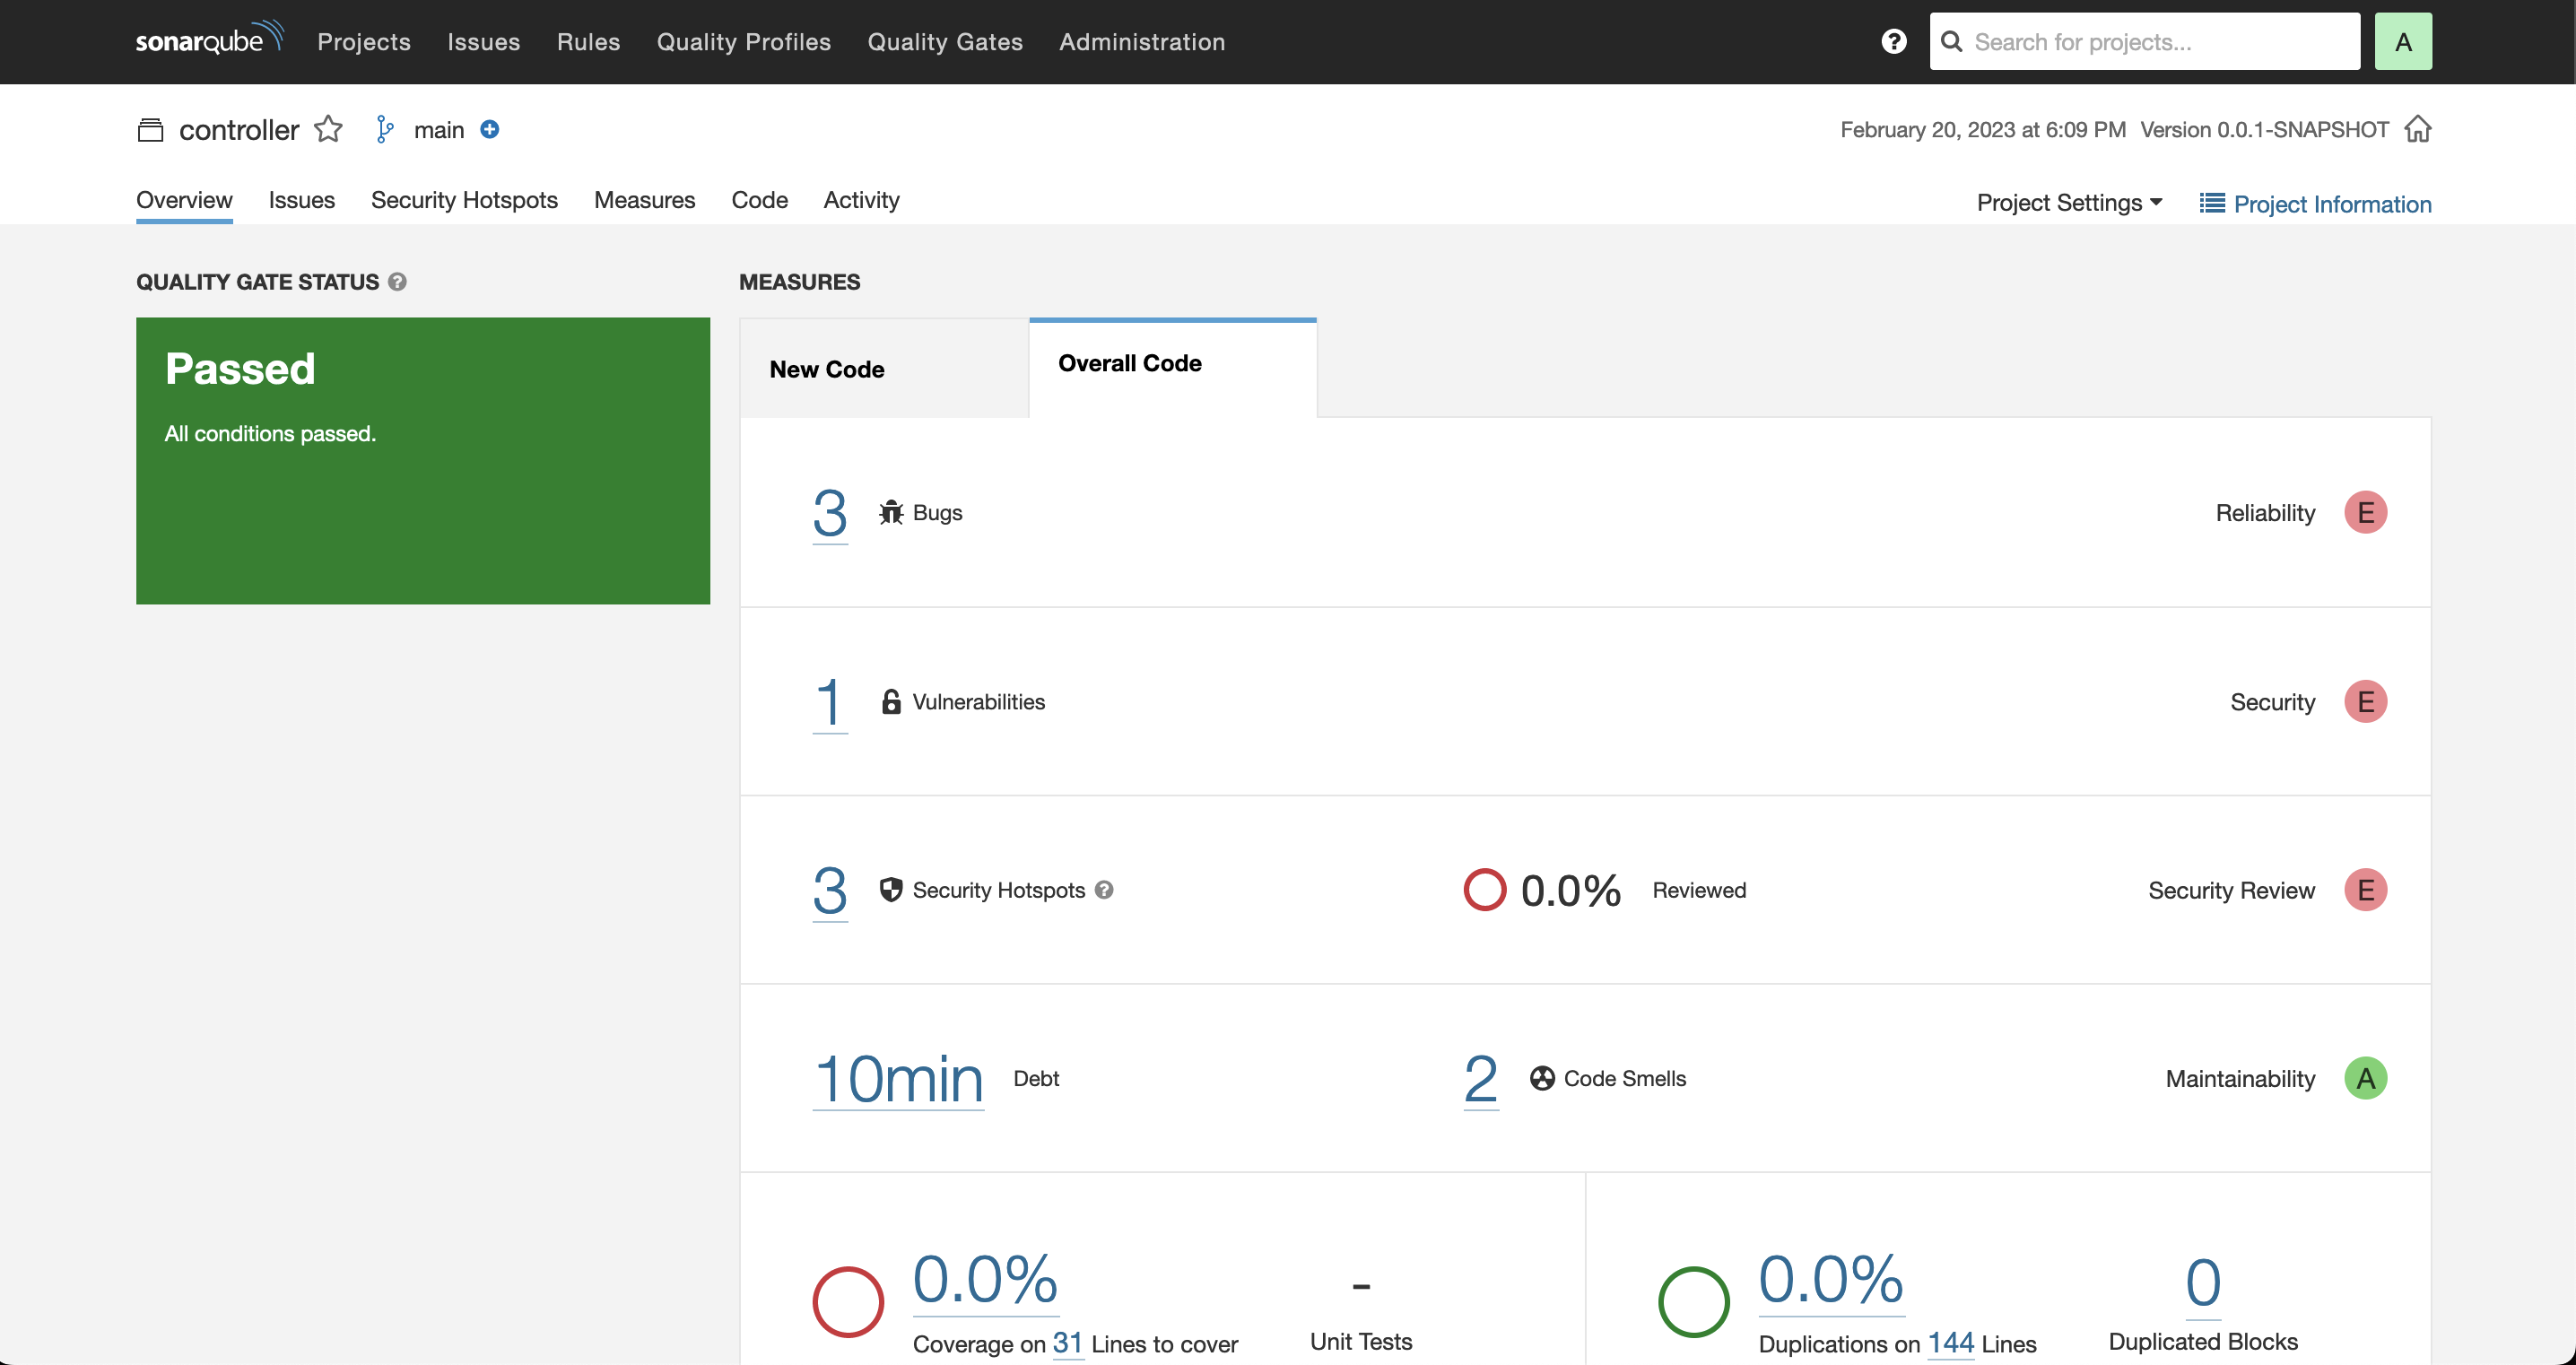 sonarqube Projects Issues Rules Quality Profiles Quality Gates Administration ? Search for projects... A
controller main February 20, 2023 at 6:09 PM Version 0.0.1-SNAPSHOT
Overview Issues Security Hotspots Measures Code Activity Project Settings Project Information
QUALITY GATE STATUS ? MEASURES
Passed
All conditions passed.
New Code Overall Code
3 Bugs Reliability E
1 Vulnerabilities Security E
3 Security Hotspots ? 0.0% Reviewed Security Review E
10min Debt 2 Code Smells Maintainability A
0.0% - 0.0% 0
Coverage on 31 Lines to cover Unit Tests Duplications on 144 Lines Duplicated Blocks